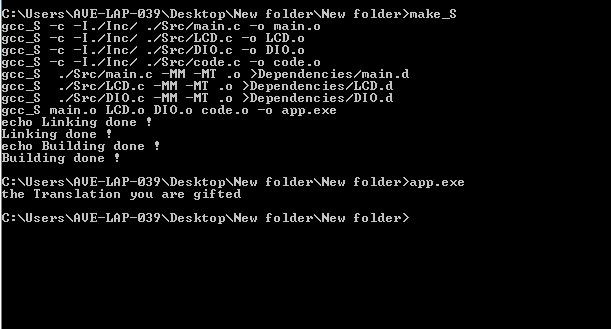 C:\Users\AVE-LAP-039\Desktop\New folder\New folder>make_S
gcc_S -c -I./Inc/ ./Src/main.c -o main.o
gcc_S -c -I./Inc/ ./Src/LCD.c -o LCD.o
gcc_S -c -I./Inc/ ./Src/DIO.c -o DIO.o
gcc_S -c -I./Inc/ ./Src/code.c -o code.o
gcc_S  ./Src/main.c -MM -MT .o >Dependencies/main.d
gcc_S  ./Src/LCD.c -MM -MT .o >Dependencies/LCD.d
gcc_S  ./Src/DIO.c -MM -MT .o >Dependencies/DIO.d
gcc_S main.o LCD.o DIO.o code.o -o app.exe
echo Linking done !
Linking done !
echo Building done !
Building done !
C:\Users\AVE-LAP-039\Desktop\New folder\New folder>app.exe
the Translation you are gifted
C:\Users\AVE-LAP-039\Desktop\New folder\New folder>